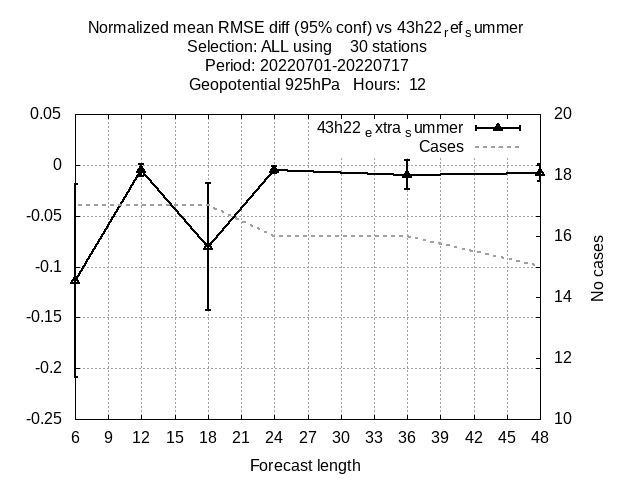 Normalized mean RMSE diff (95% conf) vs 43h22refsummer
Selection: ALL using 30 stations
Period: 20220701-20220717
Geopotential 925hPa Hours: 12
43h22extrasummer
Cases
0.05
0
-0.05
-0.1
-0.15
-0.2
-0.25
20
18
16
14
12
10
No cases
6 9 12 15 18 21 24 27 30 33 36 39 42 45 48
Forecast length